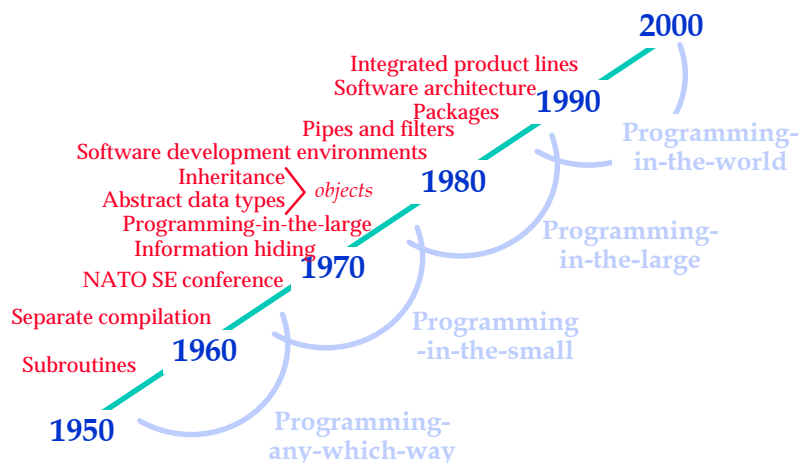 2000
Integrated product lines
Software architecture
1990
Packages
Pipes and filters
Programming-
in-the-world
Software development environments
Inheritance
1980
objects
Abstract data types
Programming-in-the-large
Programming-
in-the-large
Information hiding
1970
NATO SE conference
Separate compilation
Programming
-in-the-small
1960
Subroutines
1950
Programming-
any-which-way